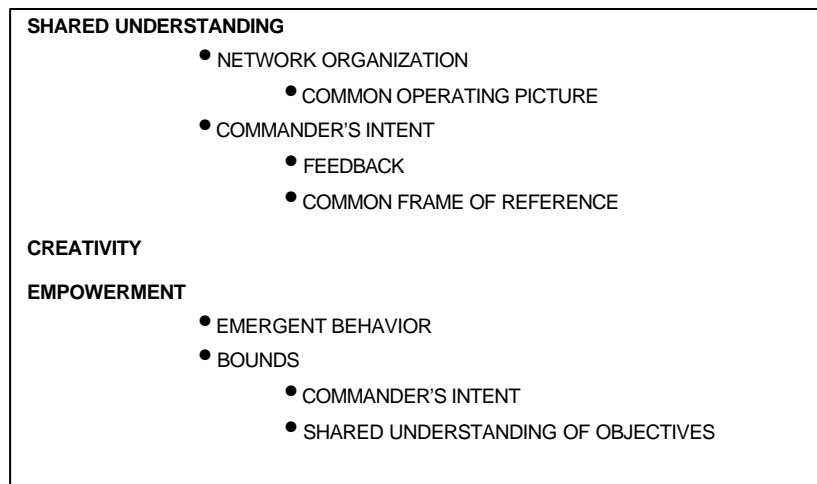 SHARED UNDERSTANDING
• NETWORK ORGANIZATION
• COMMON OPERATING PICTURE
• COMMANDER'S INTENT
• FEEDBACK
• COMMON FRAME OF REFERENCE
CREATIVITY
EMPOWERMENT
• EMERGENT BEHAVIOR
• BOUNDS
• COMMANDER'S INTENT
• SHARED UNDERSTANDING OF OBJECTIVES